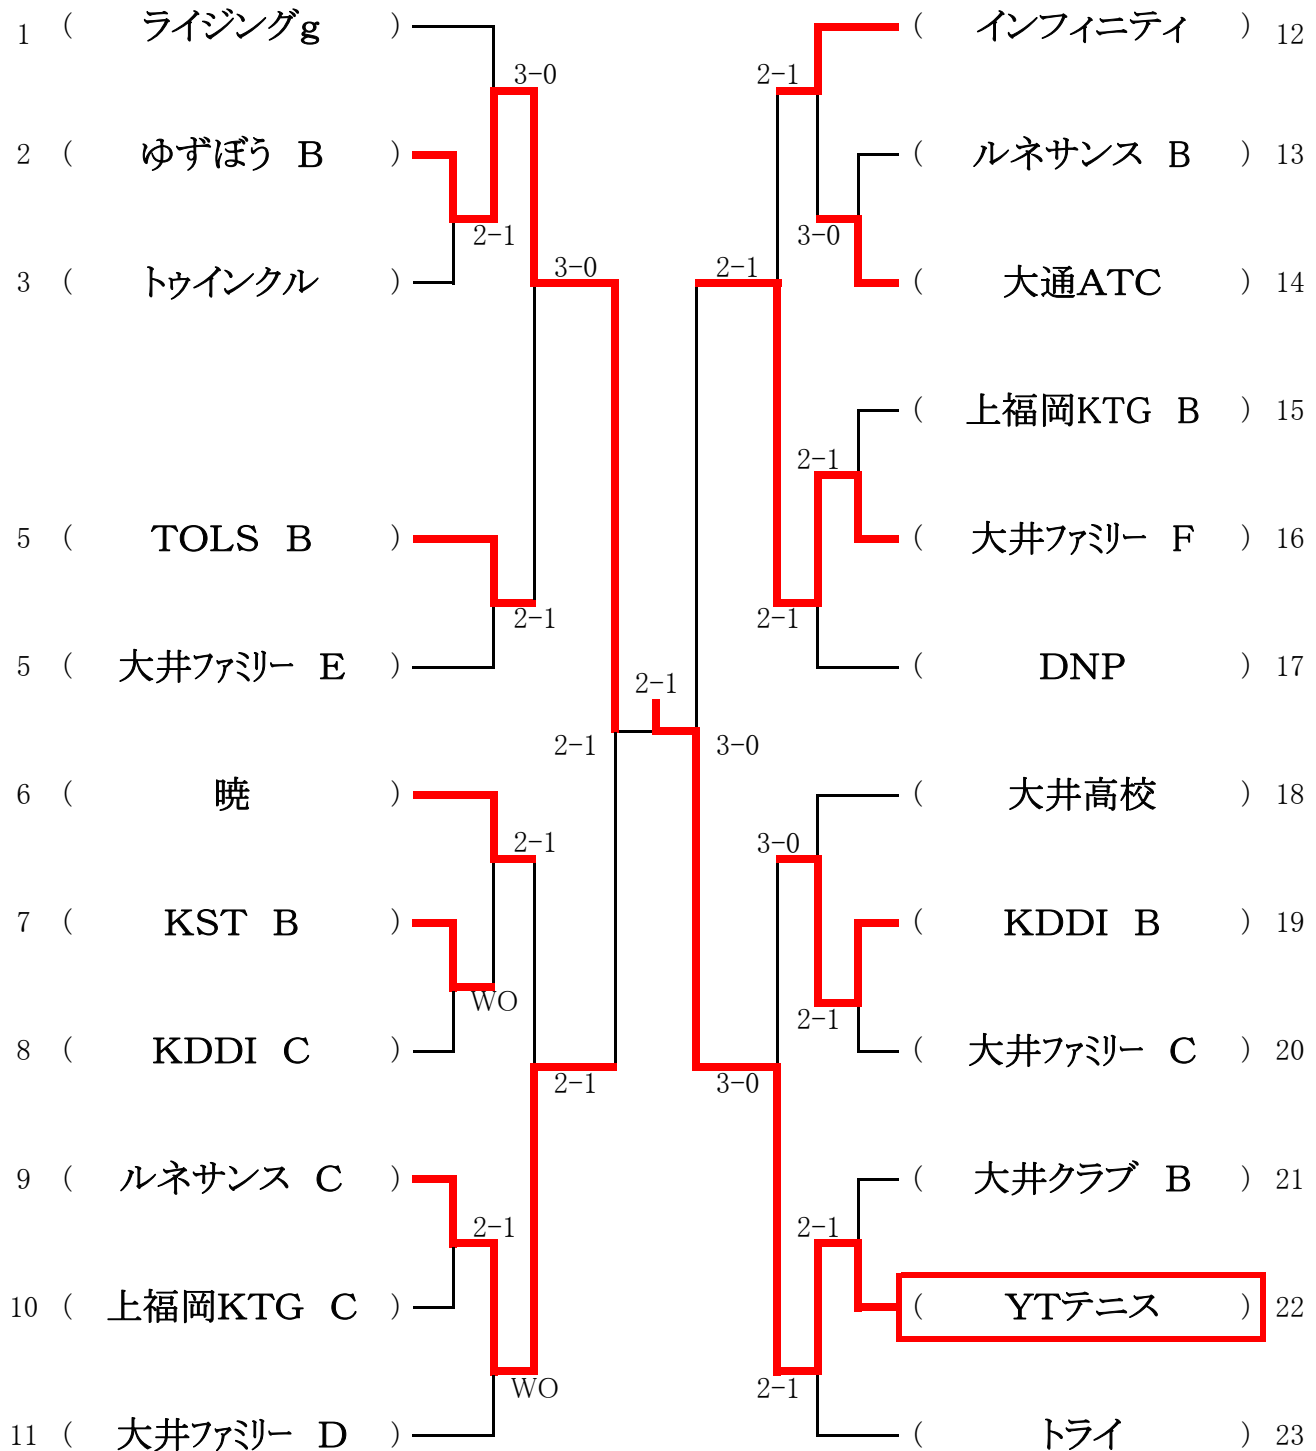 1 ( ライジングg )
( インフィニティ ) 12
3-0
2-1
2 ( ゆずぼう B )
( ルネサンス B ) 13
2-1
3-0
3 ( トゥインクル )
3-0
2-1
( 大通ATC ) 14
( 上福岡KTG B ) 15
2-1
5 ( TOLS B )
( 大井ファミリー F ) 16
2-1
2-1
5 ( 大井ファミリー E )
( DNP ) 17
2-1
2-1
3-0
6 ( 暁 )
( 大井高校 ) 18
2-1
3-0
7 ( KST B )
( KDDI B ) 19
WO
2-1
8 ( KDDI C )
( 大井ファミリー C ) 20
2-1
3-0
9 ( ルネサンス C )
( 大井クラブ B ) 21
2-1
2-1
10 ( 上福岡KTG C )
( YTテニス ) 22
WO
2-1
11 ( 大井ファミリー D )
( トライ ) 23